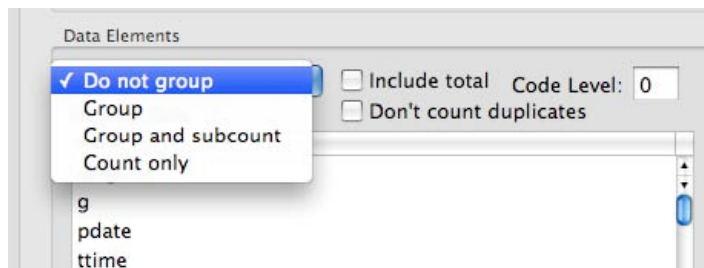 Data Elements
✓ Do not group
Include total Code Level: 0
Group
Don't count duplicates
Group and subcount
Count only
g
pdate
ttime